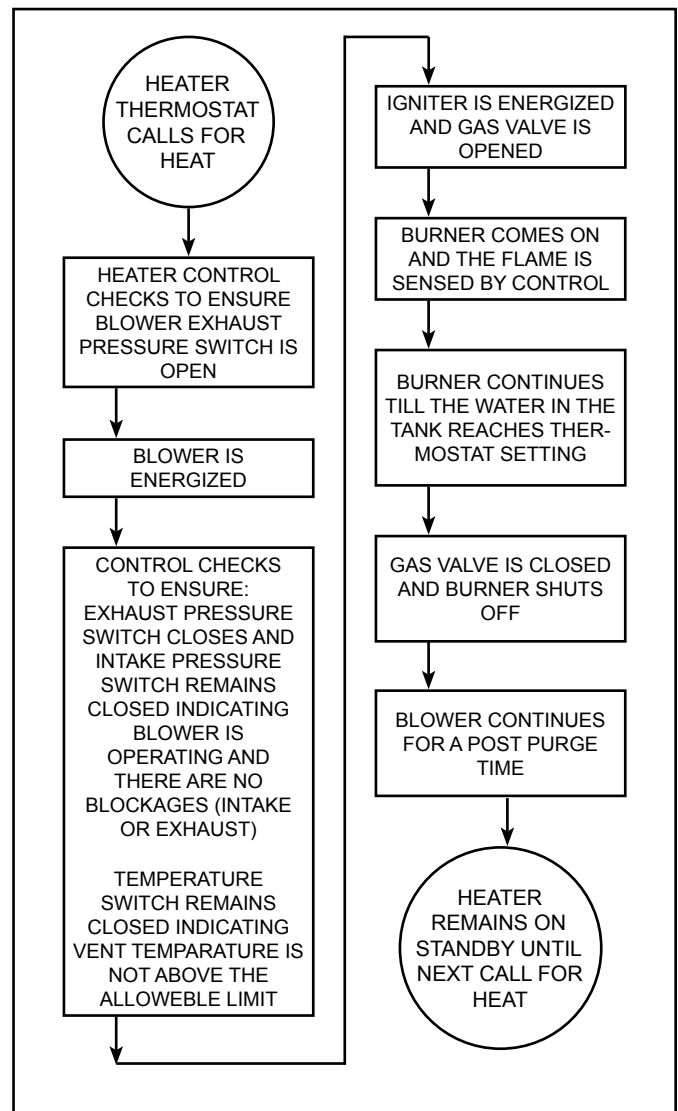 HEATER
THERMOSTAT
CALLS FOR
HEAT
HEATER CONTROL
CHECKS TO ENSURE
BLOWER EXHAUST
PRESSURE SWITCH IS
OPEN
BLOWER IS
ENERGIZED
CONTROL CHECKS
TO ENSURE:
EXHAUST PRESSURE
SWITCH CLOSES AND
INTAKE PRESSURE
SWITCH REMAINS
CLOSED INDICATING
BLOWER IS
OPERATING AND
THERE ARE NO
BLOCKAGES (INTAKE
OR EXHAUST)
TEMPERATURE
SWITCH REMAINS
CLOSED INDICATING
VENT TEMPARATURE IS
NOT ABOVE THE
ALLOWEBLE LIMIT
IGNITER IS ENERGIZED
AND GAS VALVE IS
OPENED
BURNER COMES ON
AND THE FLAME IS
SENSED BY CONTROL
BURNER CONTINUES
TILL THE WATER IN THE
TANK REACHES THER-
MOSTAT SETTING
GAS VALVE IS CLOSED
AND BURNER SHUTS
OFF
BLOWER CONTINUES
FOR A POST PURGE
TIME
HEATER
REMAINS ON
STANDBY UNTIL
NEXT CALL FOR
HEAT